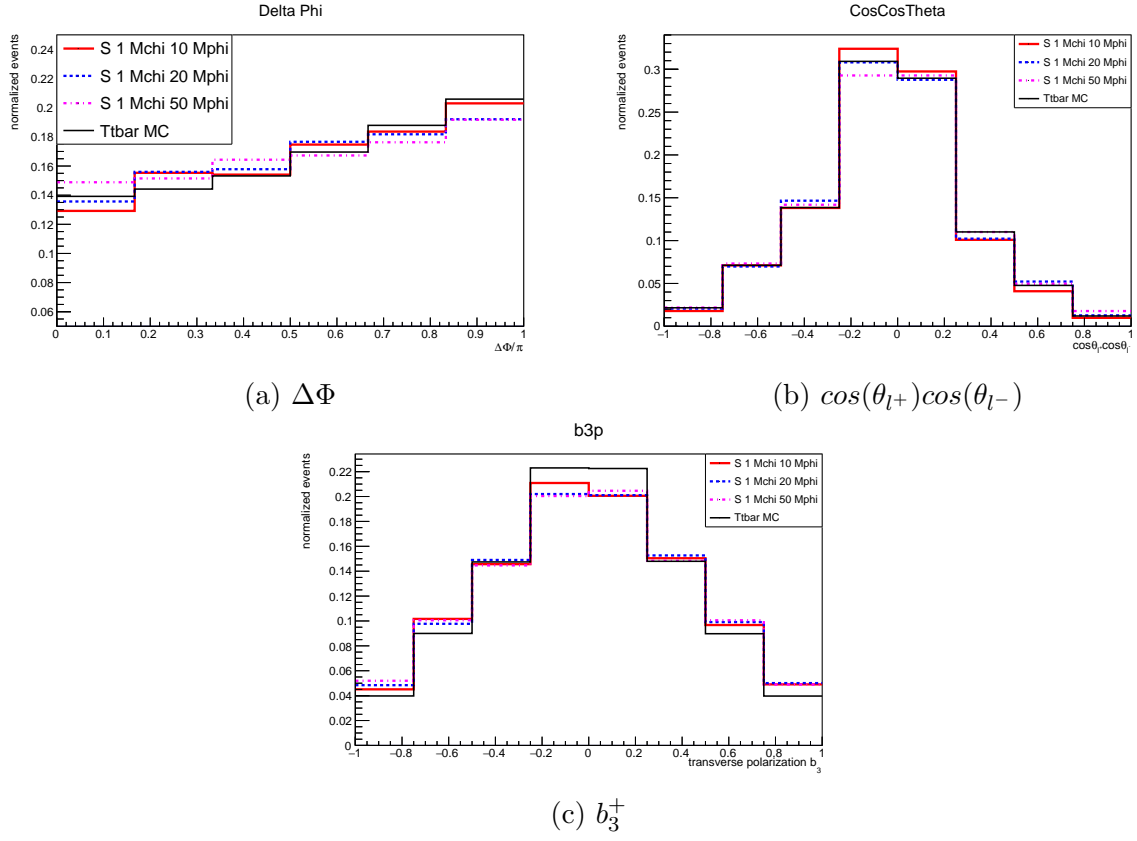 Delta Phi
normalized events
0.24
0.22
0.2
0.18
0.16
0.14
0.12
0.1
0.08
0.06
S 1 Mchi 10 Mphi
S 1 Mchi 20 Mphi
S 1 Mchi 50 Mphi
Ttbar MC
0 0.1 0.2 0.3 0.4 0.5 0.6 0.7 0.8 0.9 1
ΔΦ/π
(a) ΔΦ
CosCosTheta
normalized events
0.3
0.25
0.2
0.15
0.1
0.05
0
S 1 Mchi 10 Mphi
S 1 Mchi 20 Mphi
S 1 Mchi 50 Mphi
Ttbar MC
−1 −0.8 −0.6 −0.4 −0.2 0 0.2 0.4 0.6 0.8 1
(b) cos(θl+)cos(θl−)
b3p
normalized events
0.22
0.2
0.18
0.16
0.14
0.12
0.1
0.08
0.06
0.04
0.02
0
S 1 Mchi 10 Mphi
S 1 Mchi 20 Mphi
S 1 Mchi 50 Mphi
Ttbar MC
−1 −0.8 −0.6 −0.4 −0.2 0 0.2 0.4 0.6 0.8 1
transverse polarization b3
(c) b3+